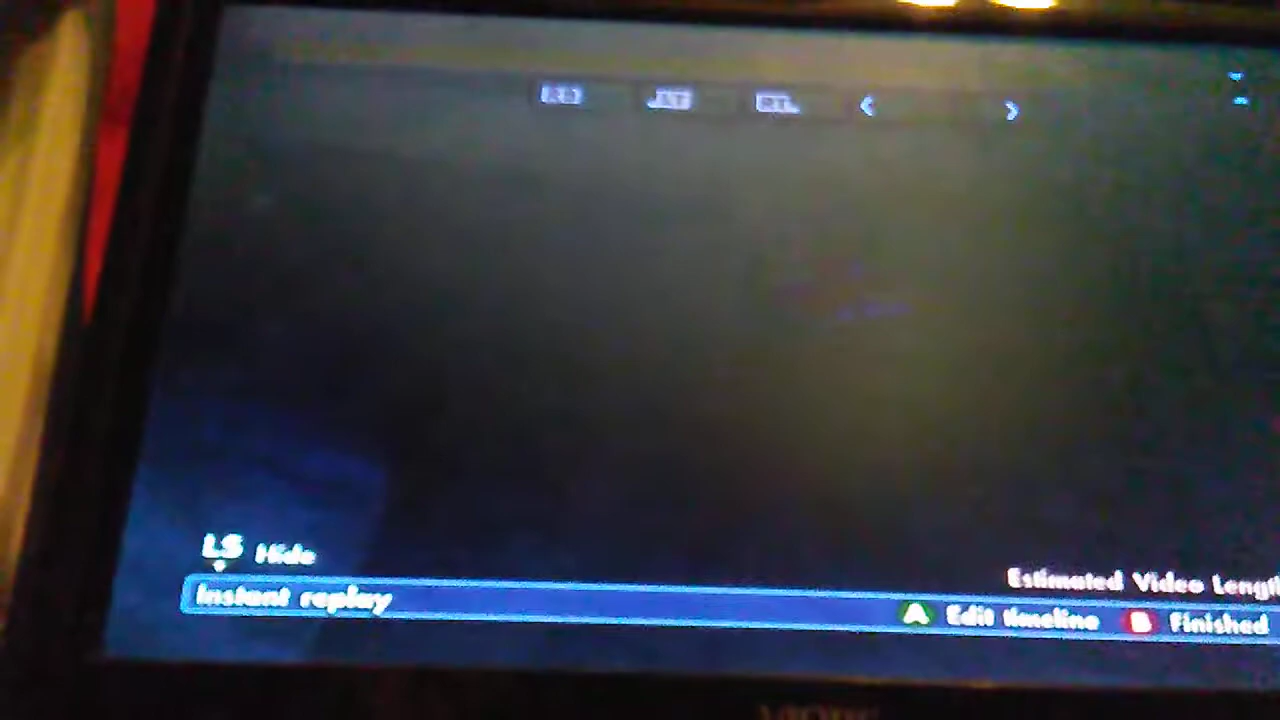 LS Hide
Estimated Video Length
Instant replay
A Edit timeline B Finished